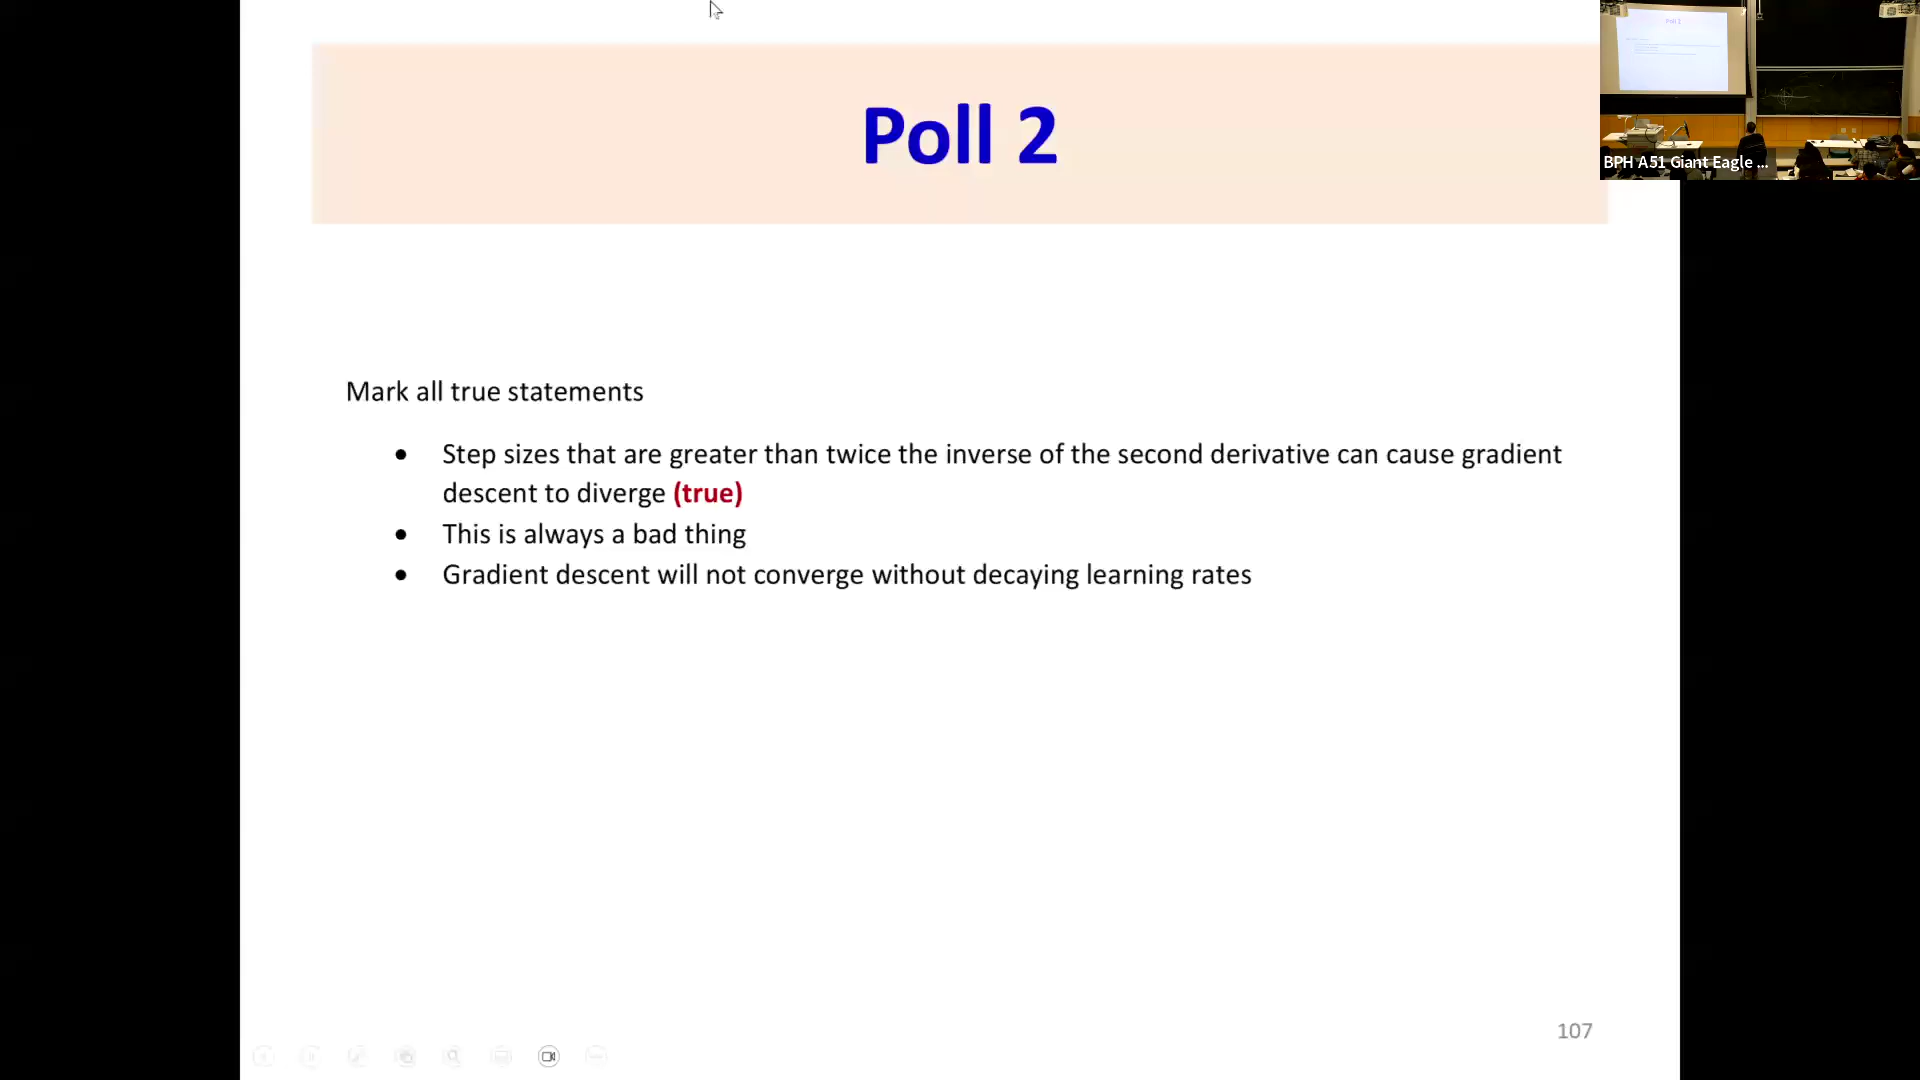 Poll 2
BPH A51 Giant Eagle ...
Mark all true statements
• Step sizes that are greater than twice the inverse of the second derivative can cause gradient
descent to diverge (true)
• This is always a bad thing
• Gradient descent will not converge without decaying learning rates
107